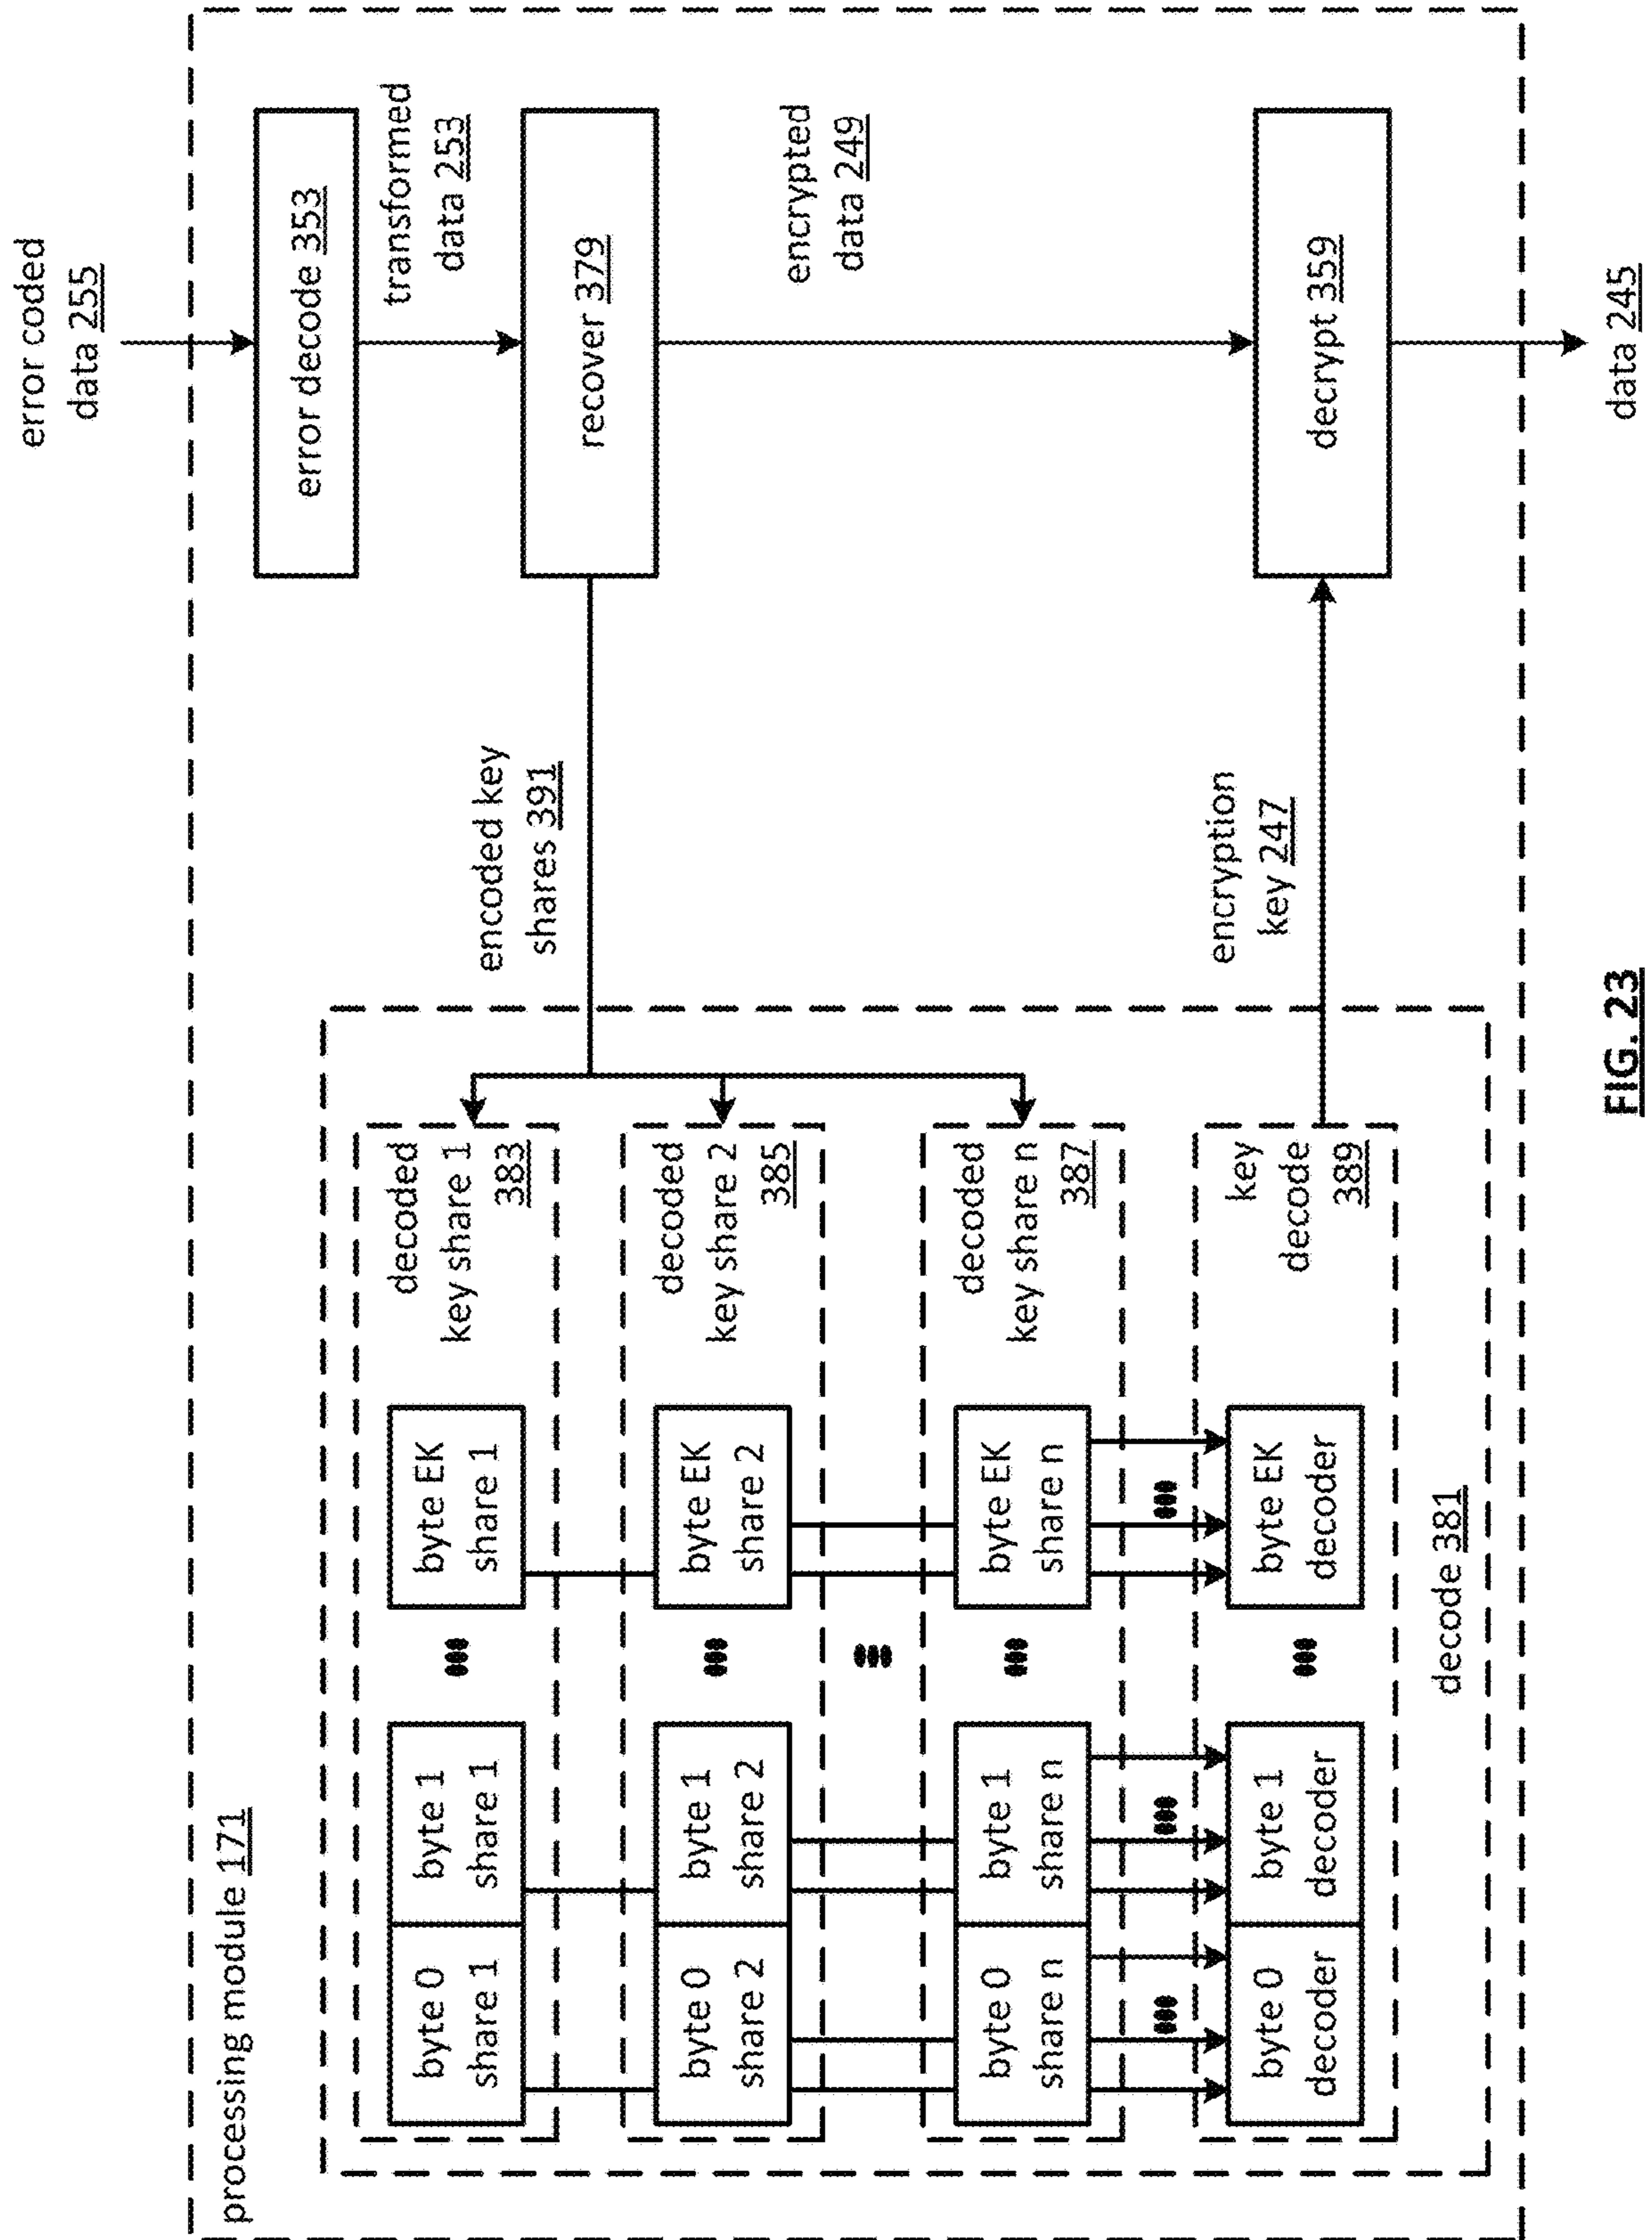 processing module 171
error coded
data 255
error decode 353
transformed
data 253
recover 379
encrypted
data 249
decrypt 359
data 245
encoded key
shares 391
encryption
key 247
byte 0
share 1
byte 1
share 1
byte EK
share 1
decoded
key share 1
383
byte 0
share 2
byte 1
share 2
byte EK
share 2
decoded
key share 2
385
byte 0
share n
byte 1
share n
byte EK
share n
decoded
key share n
387
byte 0
decoder
byte 1
decoder
byte EK
decoder
key
decode
389
decode 381
FIG. 23